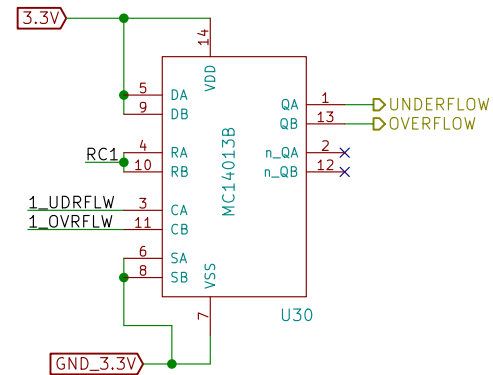 3.3V
14
VDD
5 DA
9 DB
QA 1 UNDERFLOW
QB 13 OVERFLOW
RC1
4 RA
10 RB
n_QA 2
n_QB 12
MC14013B
1_UDRFLW 3 CA
1_OVRFLW 11 CB
6 SA
8 SB
VSS
7
U30
GND_3.3V